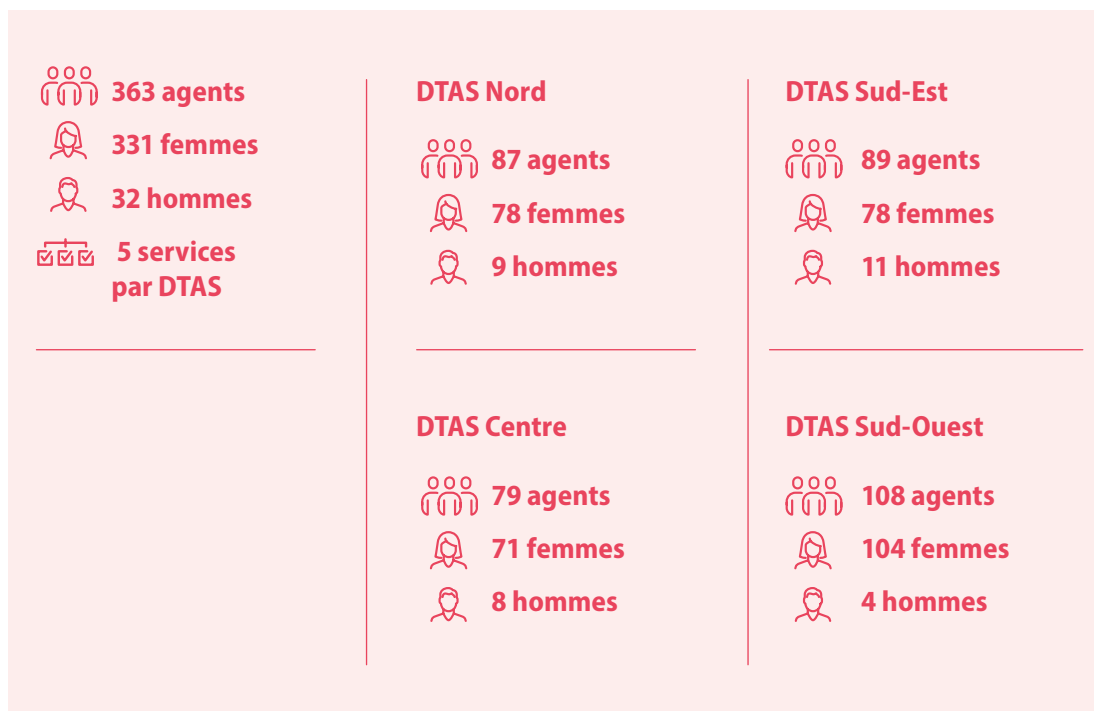 363 agents
331 femmes
32 hommes
5 services
par DTAS
DTAS Nord
87 agents
78 femmes
9 hommes
DTAS Sud-Est
89 agents
78 femmes
11 hommes
DTAS Centre
79 agents
71 femmes
8 hommes
DTAS Sud-Ouest
108 agents
104 femmes
4 hommes